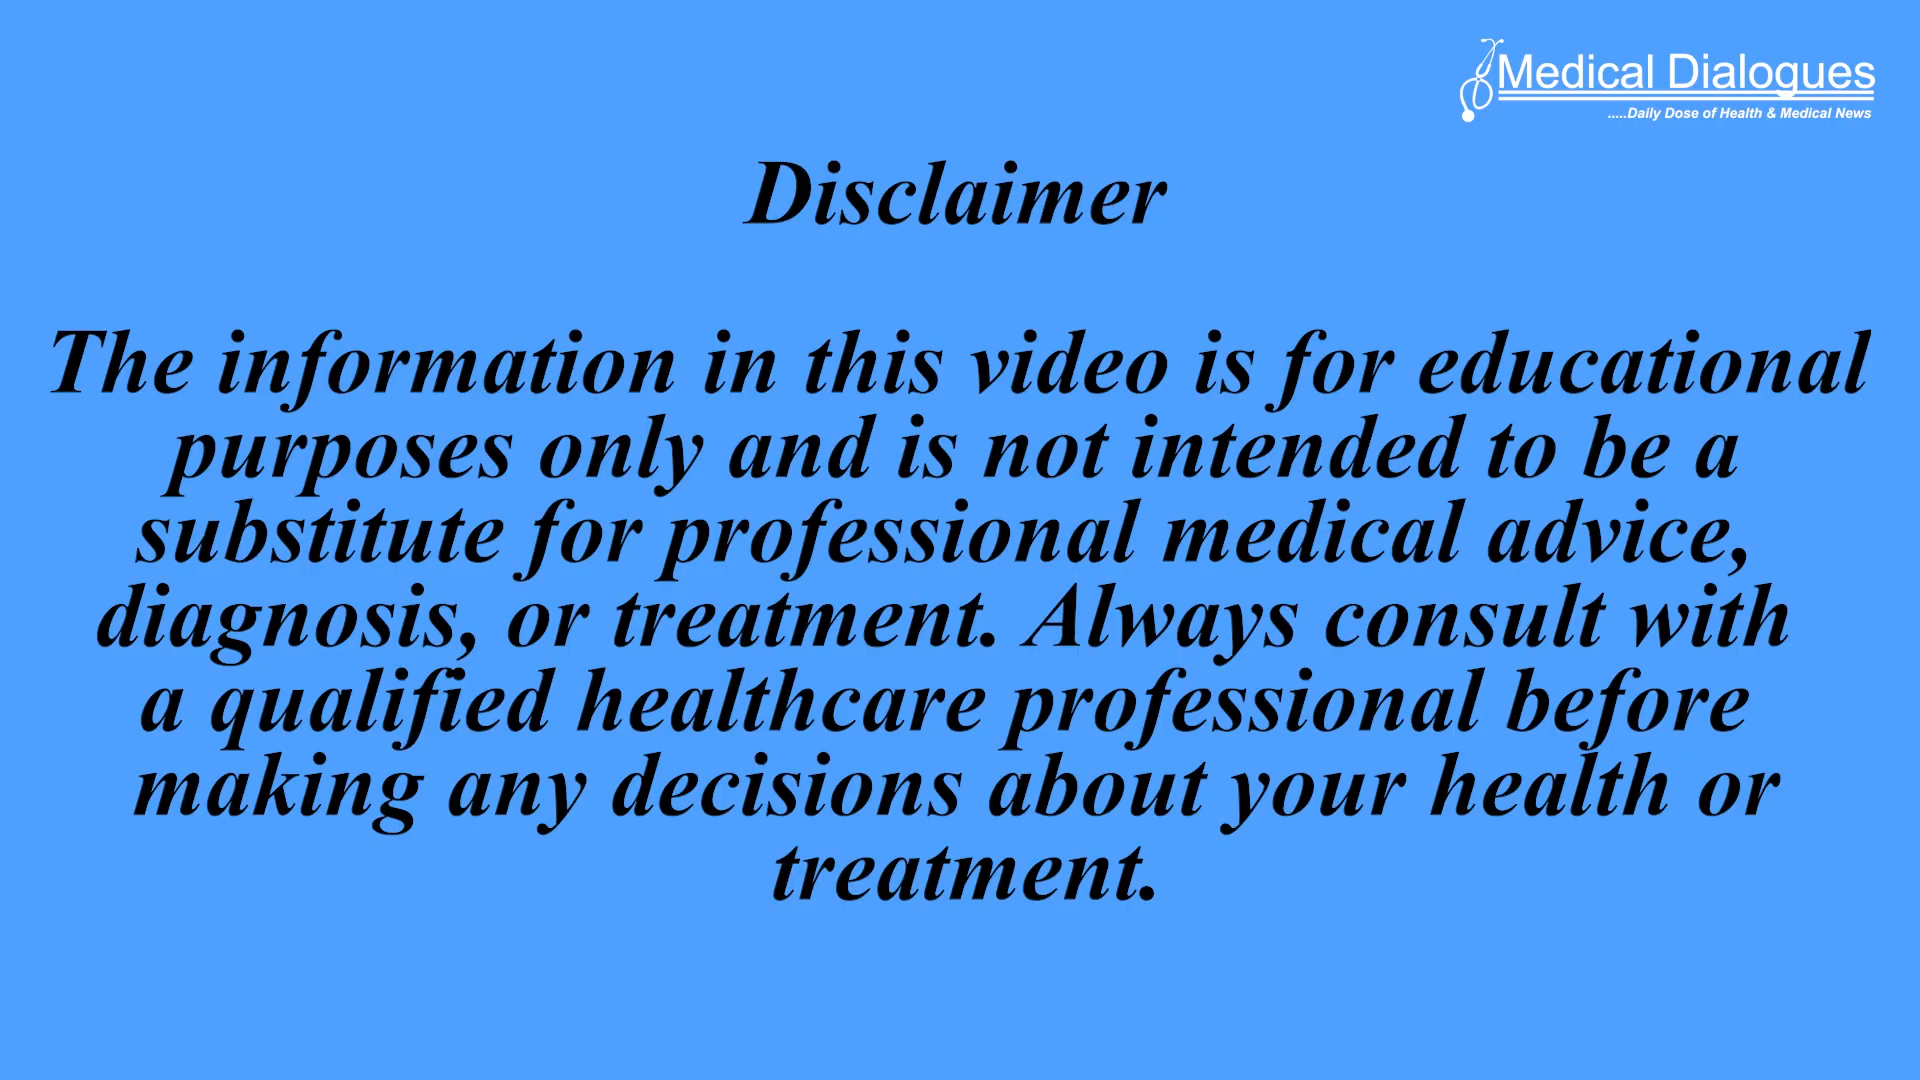 Medical Dialogues
.....Daily Dose of Health & Medical News
Disclaimer
The information in this video is for educational
purposes only and is not intended to be a
substitute for professional medical advice,
diagnosis, or treatment. Always consult with
a qualified healthcare professional before
making any decisions about your health or
treatment.